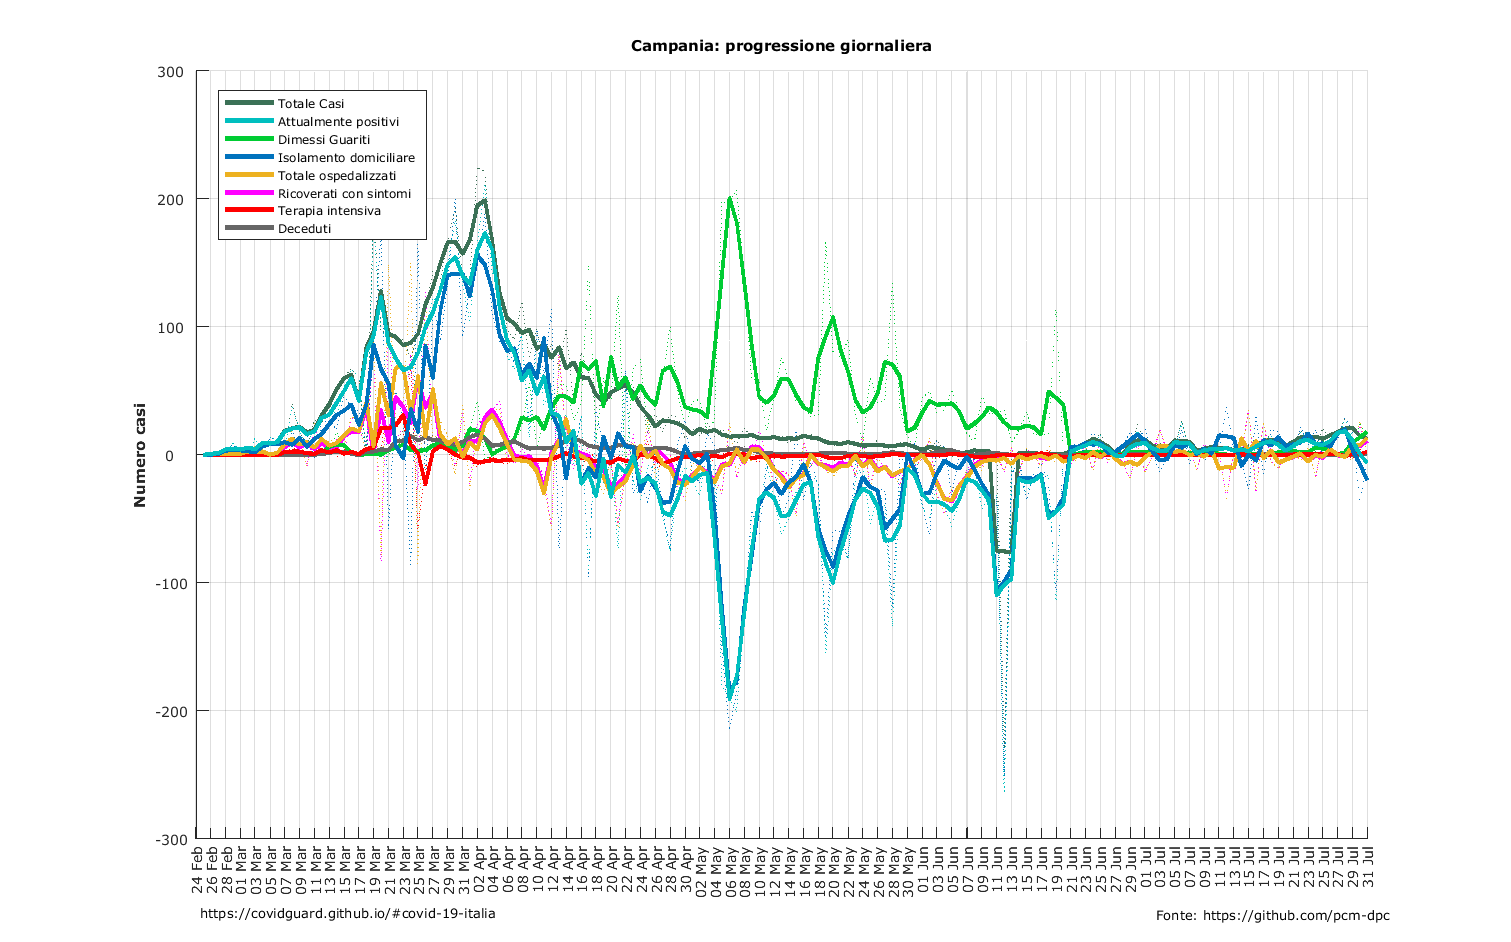 Campania: progressione giornaliera
300
200
100
0
-100
-200
-300
Numero casi
Totale Casi
Attualmente positivi
Dimessi Guariti
Isolamento domiciliare
Totale ospedalizzati
Ricoverati con sintomi
Terapia intensiva
Deceduti
24 Feb
26 Feb
28 Feb
01 Mar
03 Mar
05 Mar
07 Mar
09 Mar
11 Mar
13 Mar
15 Mar
17 Mar
19 Mar
21 Mar
23 Mar
25 Mar
27 Mar
29 Mar
31 Mar
02 Apr
04 Apr
06 Apr
08 Apr
10 Apr
12 Apr
14 Apr
16 Apr
18 Apr
20 Apr
22 Apr
24 Apr
26 Apr
28 Apr
30 Apr
02 May
04 May
06 May
08 May
10 May
12 May
14 May
16 May
18 May
20 May
22 May
24 May
26 May
28 May
30 May
01 Jun
03 Jun
05 Jun
07 Jun
09 Jun
11 Jun
13 Jun
15 Jun
17 Jun
19 Jun
21 Jun
23 Jun
25 Jun
27 Jun
29 Jun
01 Jul
03 Jul
05 Jul
07 Jul
09 Jul
11 Jul
13 Jul
15 Jul
17 Jul
19 Jul
21 Jul
23 Jul
25 Jul
27 Jul
29 Jul
31 Jul
https://covidguard.github.io/#covid-19-italia
Fonte: https://github.com/pcm-dpc